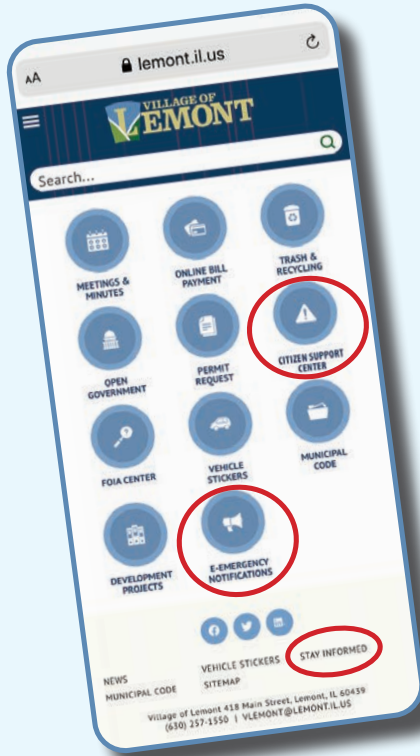 AA lemont.il.us
VILLAGE OF
LEMONT
Search...
MEETINGS &
MINUTES
ONLINE BILL
PAYMENT
TRASH &
RECYCLING
OPEN
GOVERNMENT
PERMIT
REQUEST
CITIZEN SUPPORT
CENTER
FOIA CENTER
VEHICLE
STICKERS
MUNICIPAL
CODE
DEVELOPMENT
PROJECTS
E-EMERGENCY
NOTIFICATIONS
NEWS
VEHICLE STICKERS
STAY INFORMED
MUNICIPAL CODE
SITEMAP
Village of Lemont 418 Main Street, Lemont, IL 60439
(630) 257-1550 | VLEMONT@LEMONT.IL.US